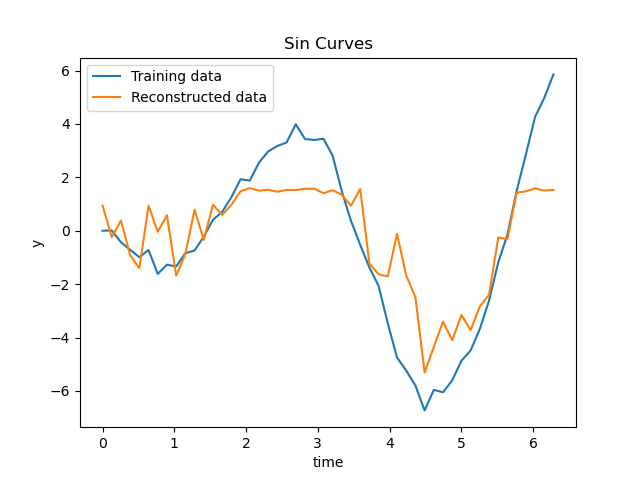 Sin Curves
Training data
Reconstructed data
6
4
2
0
−2
−4
−6
y
0 1 2 3 4 5 6
time